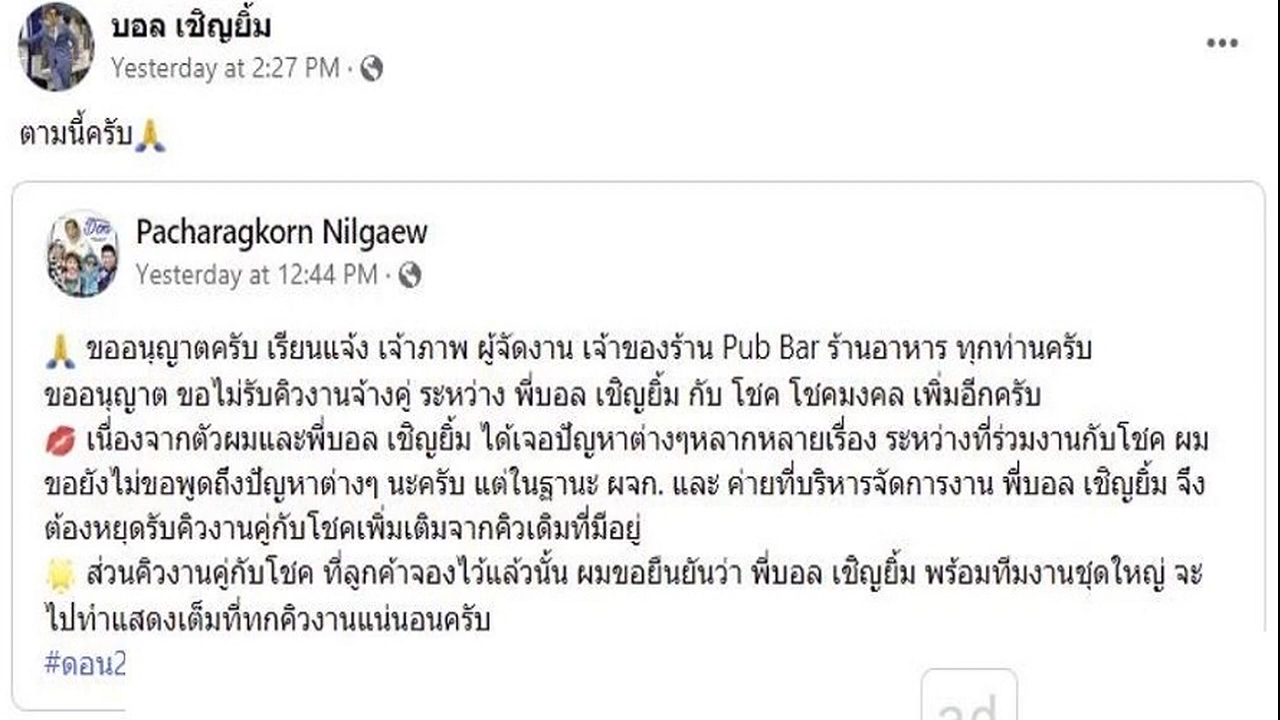 บอล เชิญยิ้ม
Yesterday at 2:27 PM ·
ตามนี้ครับ🙏
Pacharagkorn Nilgaew
Yesterday at 12:44 PM ·
🙏 ขออนุญาตครับ เรียนแจ้ง เจ้าภาพ ผู้จัดงาน เจ้าของร้าน Pub Bar ร้านอาหาร ทุกท่านครับ
ขออนุญาต ขอไม่รับคิวงานจ้างคู่ ระหว่าง พี่บอล เชิญยิ้ม กับ โชค โชคมงคล เพิ่มอีกครับ
💋 เนื่องจากตัวผมและพี่บอล เชิญยิ้ม ได้เจอปัญหาต่างๆหลากหลายเรื่อง ระหว่างที่ร่วมงานกับโชค ผม
ขอยังไม่ขอพูดถึงปัญหาต่างๆ นะครับ แต่ในฐานะ ผจก. และ ค่ายที่บริหารจัดการงาน พี่บอล เชิญยิ้ม จึง
ต้องหยุดรับคิวงานคู่กับโชคเพิ่มเติมจากคิวเดิมที่มีอยู่
🌟 ส่วนคิวงานคู่กับโชค ที่ลูกค้าจองไว้แล้วนั้น ผมขอยืนยันว่า พี่บอล เชิญยิ้ม พร้อมทีมงานชุดใหญ่ จะ
ไปทำแสดงเต็มที่ทุกคิวงานแน่นอนครับ
#ดอน2
ad